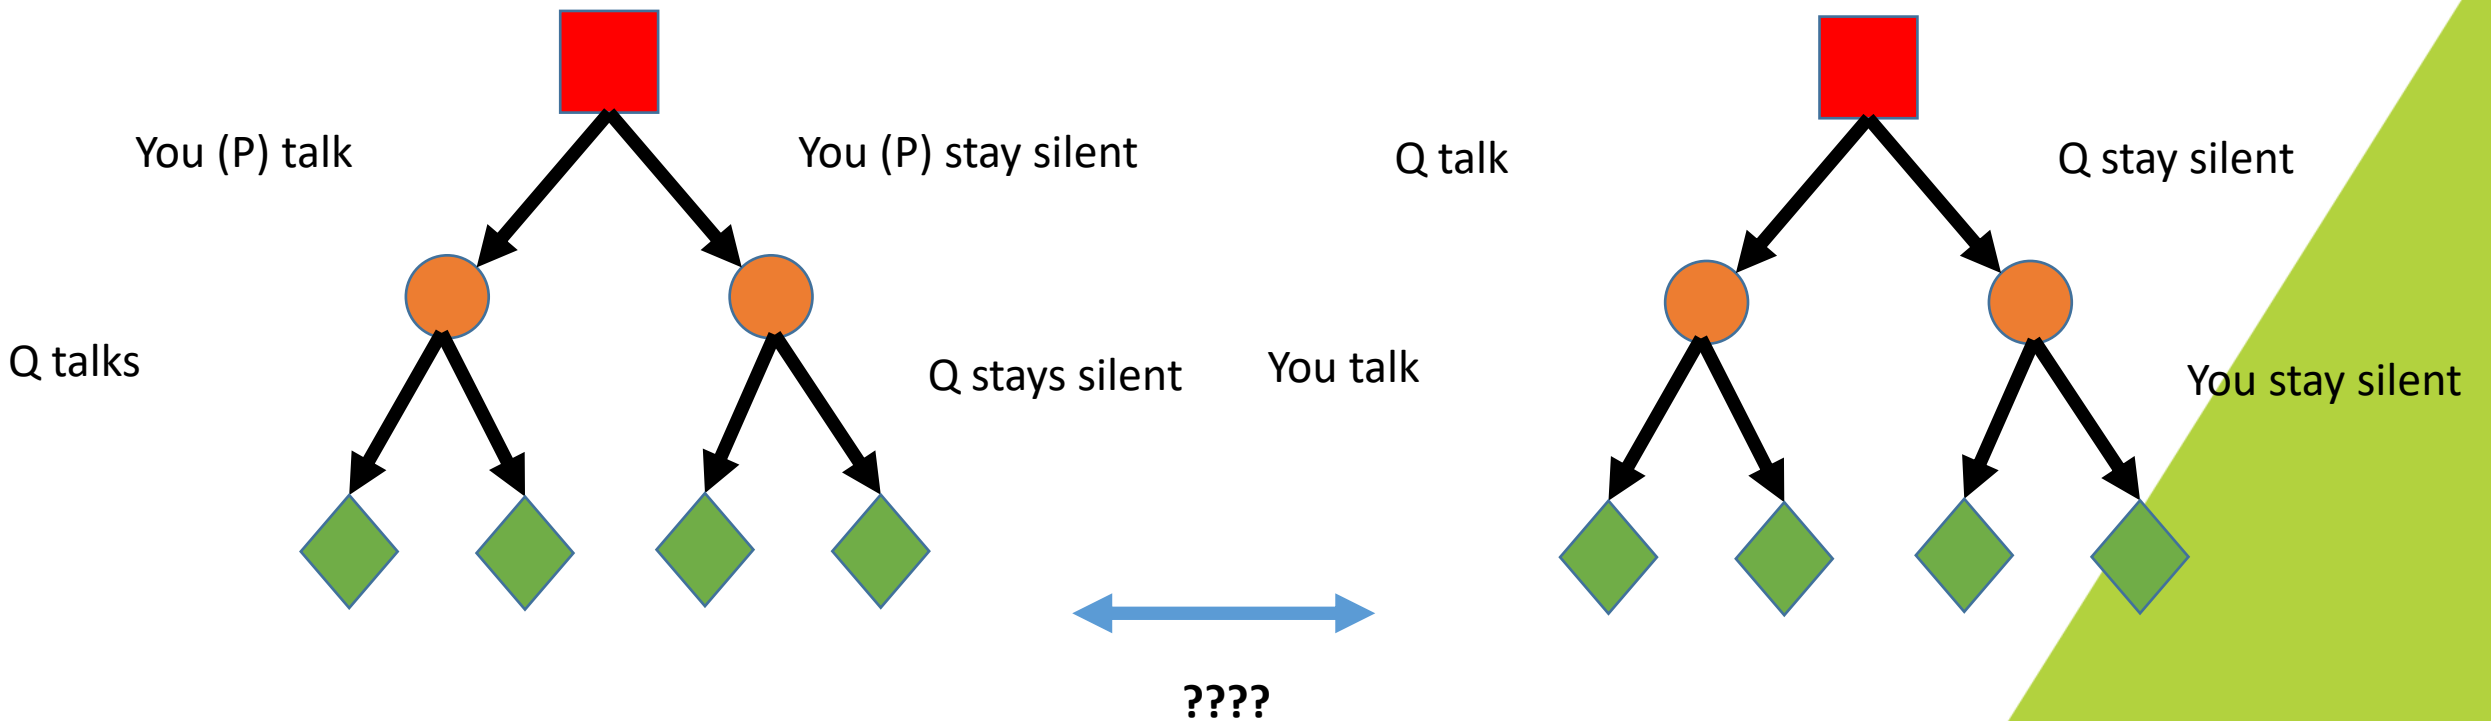 You (P) talk
You (P) stay silent
Q talks
Q stays silent
Q talk
Q stay silent
You talk
You stay silent
????